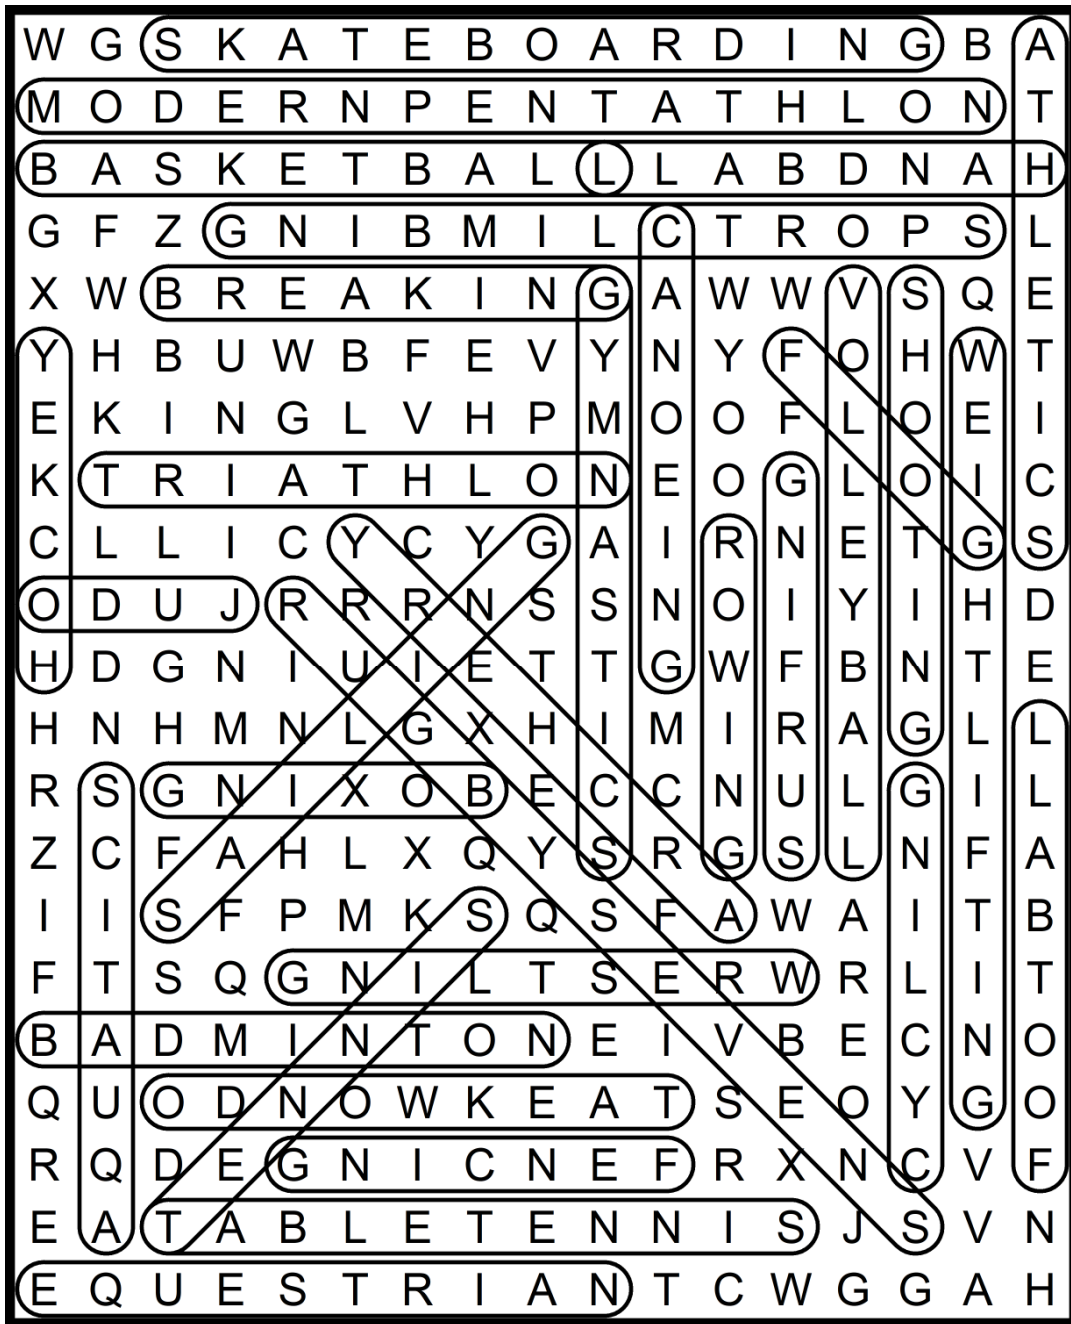 W G S K A T E B O A R D I N G B A
M O D E R N P E N T A T H L O N T
B A S K E T B A L L L A B D N A H
G F Z G N I B M I L C T R O P S L
X W B R E A K I N G A W W V S Q E
Y H B U W B F E V Y N Y F O H W T
E K I N G L V H P M O O F L O E I
K T R I A T H L O N E O G L O I C
C L L I C Y C Y G A I R N E T G S
O D U J R R R N S S N O I Y I H D
H D G N I U I E T T G W F B N T E
H N H M N L G X H I M I R A G L L
R S G N I X O B E C C N U L G I L
Z C F A H L X Q Y S R G S L N F A
I I S F P M K S Q S F A W A I T B
F T S Q G N I L T S E R W R L I T
B A D M I N T O N E I V B E C N O
Q U O D N O W K E A T S E O Y G O
R Q D E G N I C N E F R X N C V F
E A T A B L E T E N N I S J S V N
E Q U E S T R I A N T C W G G A H